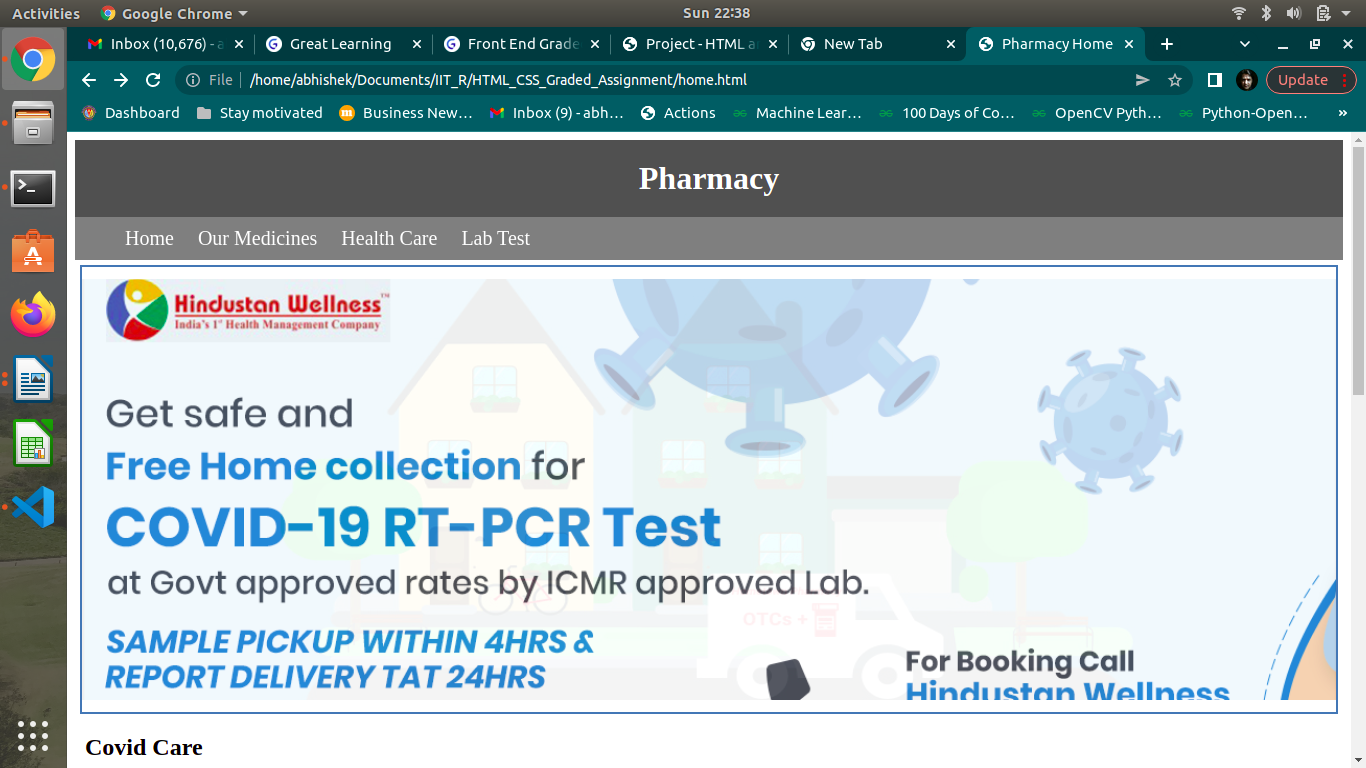 Activities
Google Chrome
Sun 22:38
Inbox (10,676) - a
Great Learning
Front End Grade
Project - HTML a
New Tab
Pharmacy Home
File
/home/abhishek/Documents/IIT_R/HTML_CSS_Graded_Assignment/home.html
Update
Dashboard
Stay motivated
Business New…
Inbox (9) - abh…
Actions
Machine Lear…
100 Days of Co…
OpenCV Pyth…
Python-Open…
»
Pharmacy
Home
Our Medicines
Health Care
Lab Test
Hindustan Wellness™
India's 1st Health Management Company
Get safe and
Free Home collection for
COVID-19 RT-PCR Test
at Govt approved rates by ICMR approved Lab.
OTCs +
SAMPLE PICKUP WITHIN 4HRS &
REPORT DELIVERY TAT 24HRS
For Booking Call
Hindustan Wellness
Covid Care